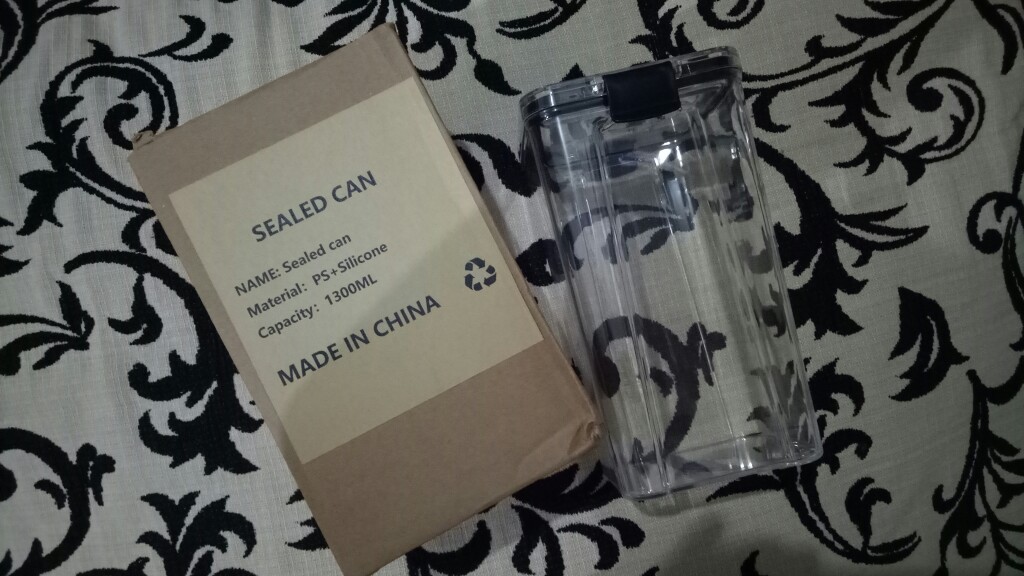 SEALED CAN
NAME: Sealed can
Material: PS+Silicone
Capacity: 1300ML
MADE IN CHINA